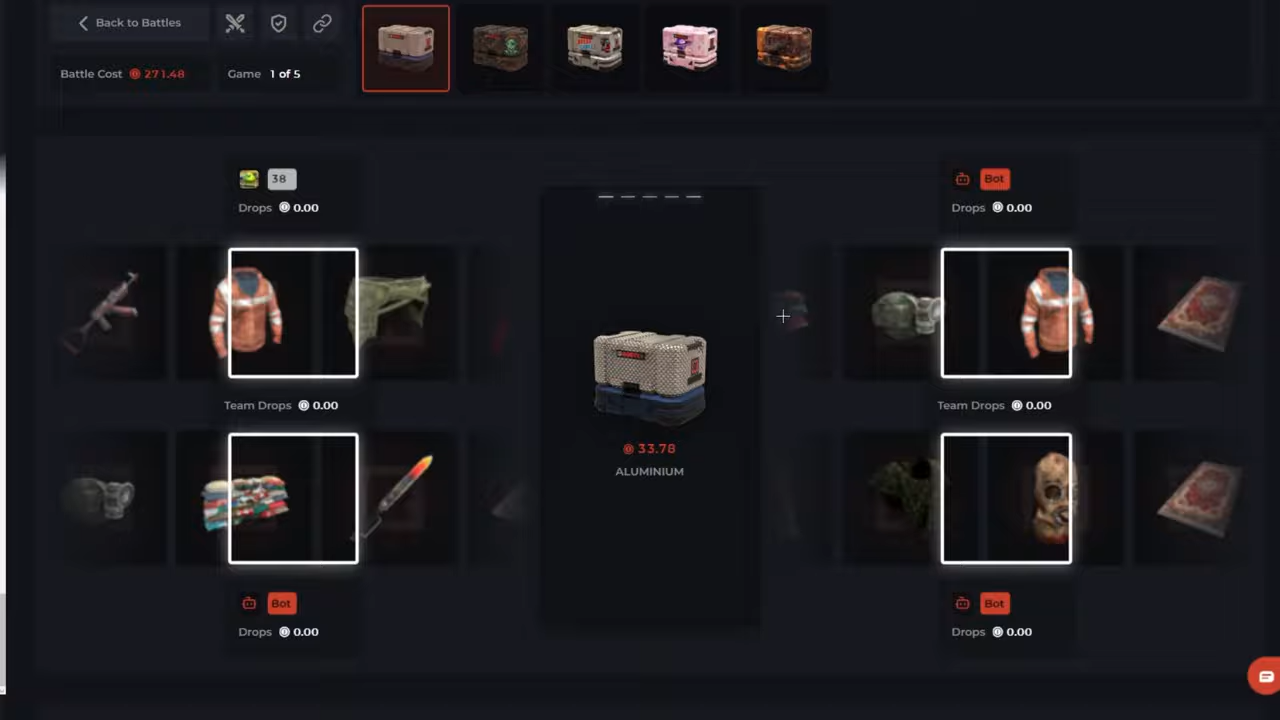 Back to Battles
Battle Cost 271.48 Game 1 of 5
38
Drops 0.00
Bot
Drops 0.00
Team Drops 0.00
Team Drops 0.00
33.78
ALUMINIUM
Bot
Drops 0.00
Bot
Drops 0.00